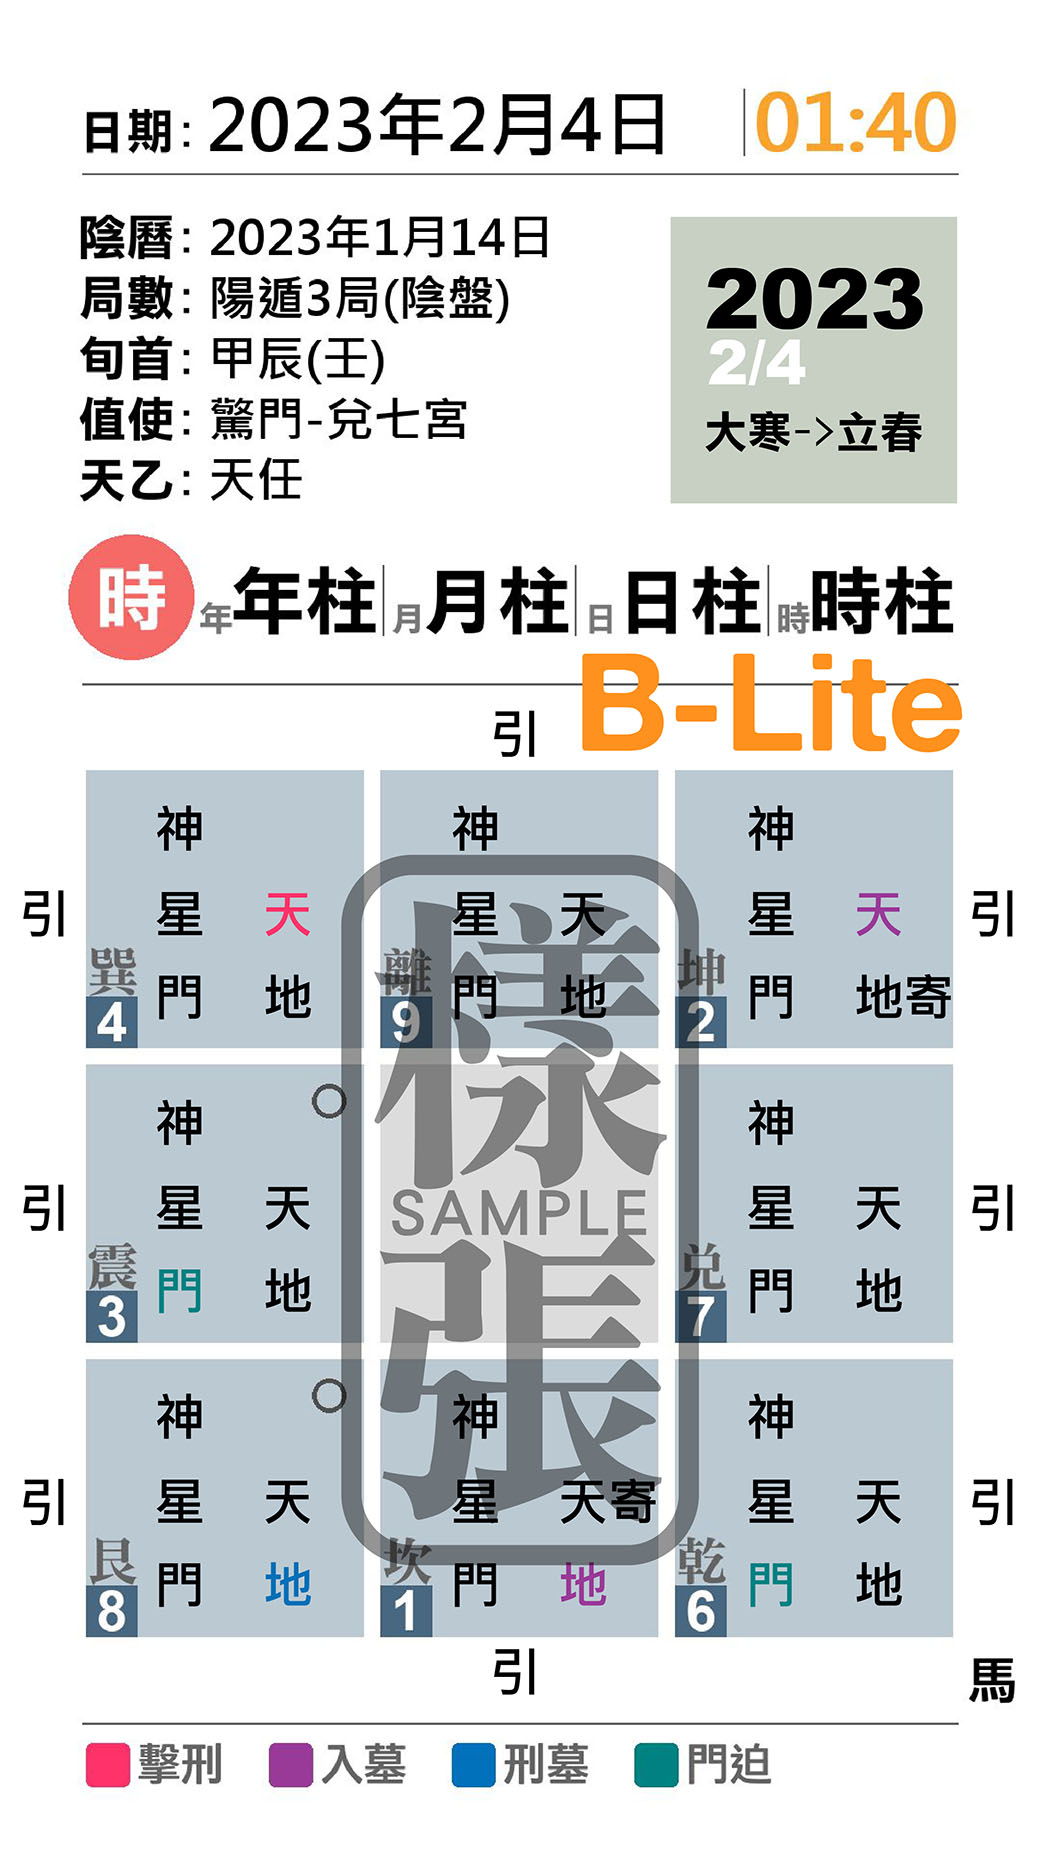 日期: 2023年2月4日 |01:40
陰曆: 2023年1月14日
局數: 陽遁3局(陰盤)
旬首: 甲辰(壬)
值使: 驚門-兌七宮
天乙: 天任
2023
2/4
大寒->立春
時 年年柱|月月柱|日日柱|時時柱
B-Lite
引
神 神 神
引 星 天 星 天 星 天 引
巽 門 地 離 門 地 坤 門 地寄
4 9 2
神 ○ 神
引 星 天 星 天 引
震 門 地 兌 門 地
3 7
樣
SAMPLE
張
神 ○ 神 神
引 星 天 星 天寄 星 天 引
艮 門 地 坎 門 地 乾 門 地
8 1 6
引 馬
擊刑 入墓 刑墓 門迫